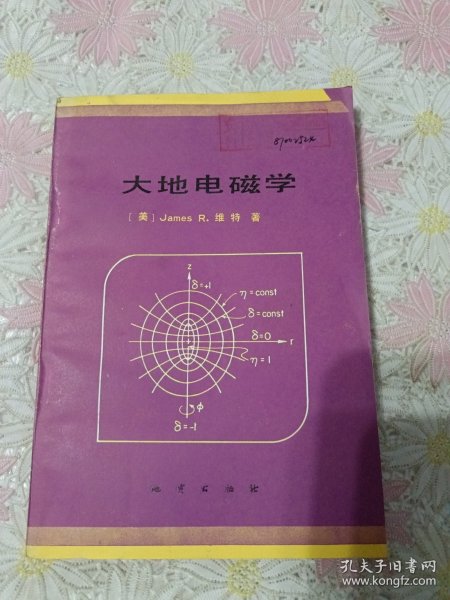 大地电磁学
[美] James R. 维特 著
z
δ=+1
η=const
δ=const
δ=0
r
η=1
φ
δ=-1
地质出版社
孔夫子旧书网
www.kongfz.com